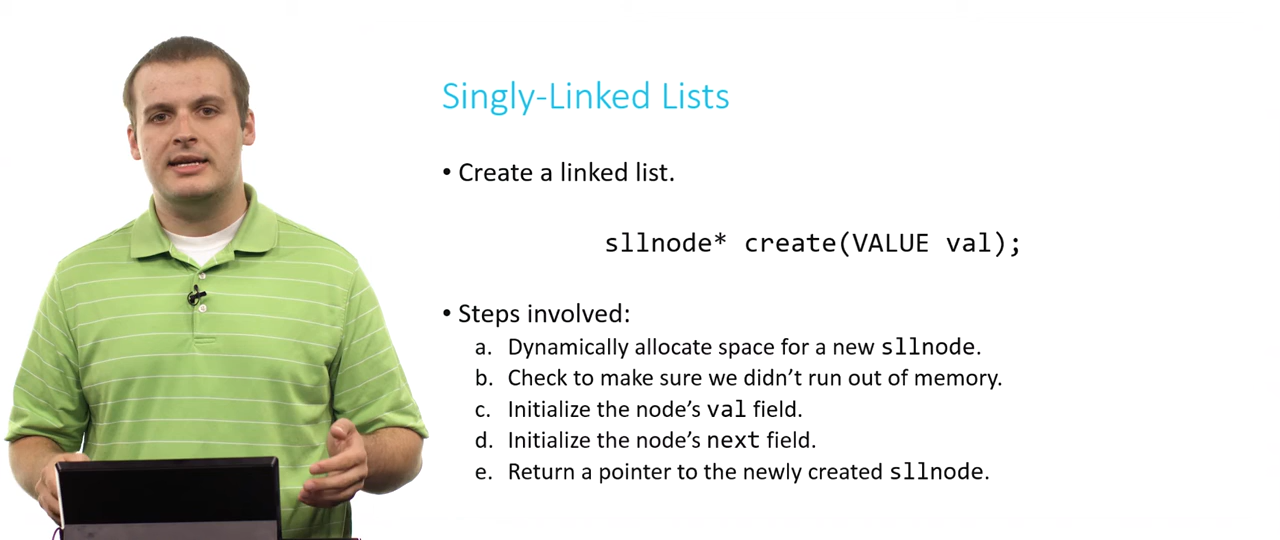 Singly-Linked Lists
• Create a linked list.
sllnode* create(VALUE val);
• Steps involved:
a. Dynamically allocate space for a new sllnode.
b. Check to make sure we didn’t run out of memory.
c. Initialize the node’s val field.
d. Initialize the node’s next field.
e. Return a pointer to the newly created sllnode.